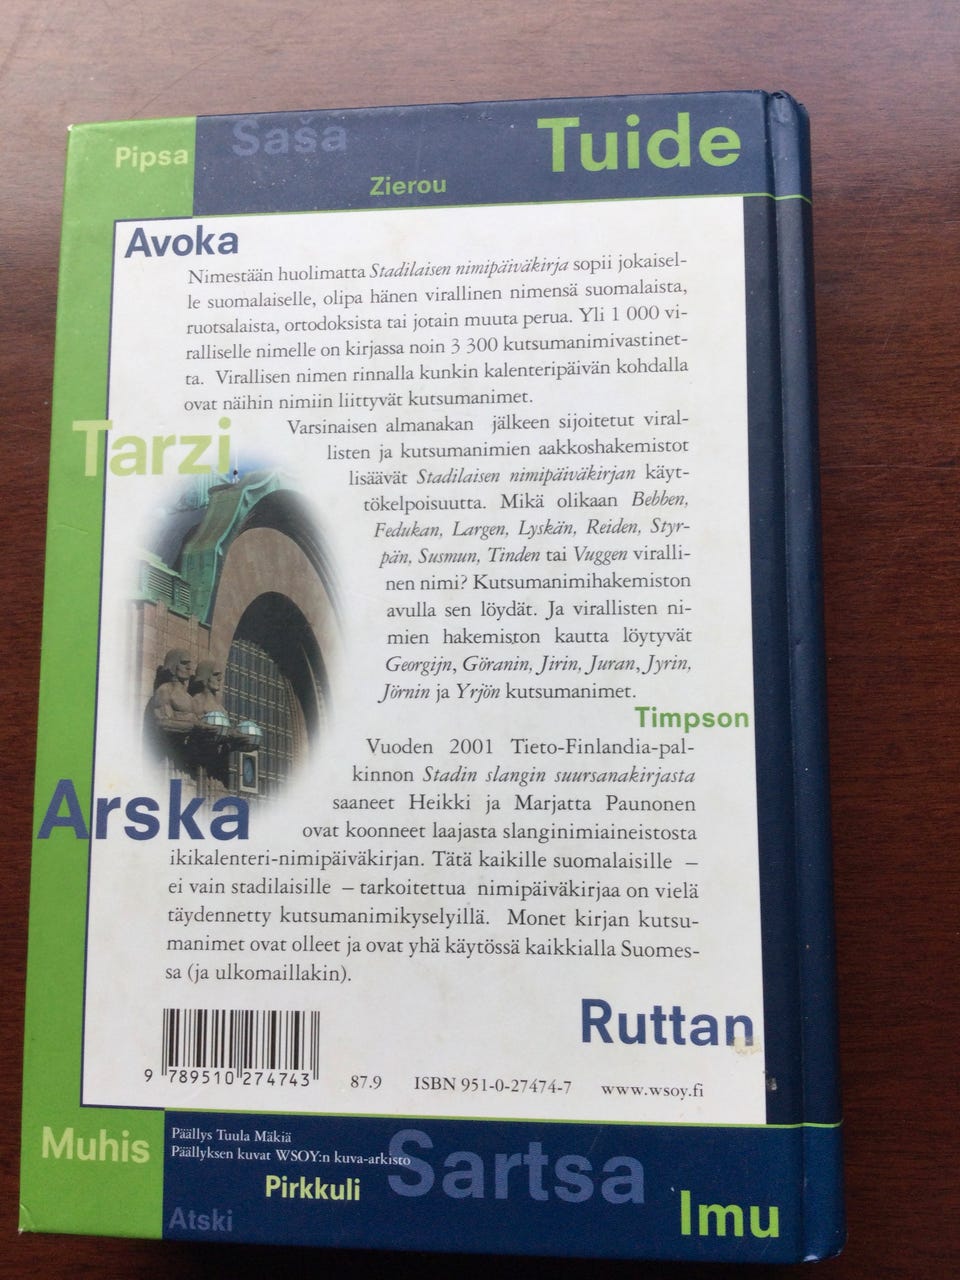 Pipsa
Saša
Tuide
Zierou
Avoka
Nimestään huolimatta Stadilaisen nimipäiväkirja sopii jokaisel-
le suomalaiselle, olipa hänen virallinen nimensä suomalaista,
ruotsalaista, ortodoksista tai jotain muuta perua. Yli 1 000 vi-
ralliselle nimelle on kirjassa noin 3 300 kutsumanimivastinet-
ta. Virallisen nimen rinnalla kunkin kalenteripäivän kohdalla
ovat näihin nimiin liittyvät kutsumanimet.
Tarzi
Varsinaisen almanakan jälkeen sijoitetut viral-
listen ja kutsumanimien aakkoshakemistot
lisäävät Stadilaisen nimipäiväkirjan käyt-
tökelpoisuutta. Mikä olikaan Bebben,
Fedukan, Largen, Lyskän, Reiden, Styr-
pän, Susmun, Tinden tai Vuggen viralli-
nen nimi? Kutsumanimihakemiston
avulla sen löydät. Ja virallisten ni-
mien hakemiston kautta löytyvät
Georgijn, Göranin, Jirin, Juran, Jyrin,
Jörnin ja Yrjön kutsumanimet.
Timpson
Vuoden 2001 Tieto-Finlandia-pal-
kinnon Stadin slangin suursanakirjasta
saaneet Heikki ja Marjatta Paunonen
Arska
ovat koonneet laajasta slanginimiaineistosta
ikikalenteri-nimipäiväkirjan. Tätä kaikille suomalaisille –
ei vain stadilaisille – tarkoitettua nimipäiväkirjaa on vielä
täydennetty kutsumanimikyselyillä. Monet kirjan kutsu-
manimet ovat olleet ja ovat yhä käytössä kaikkialla Suomes-
sa (ja ulkomaillakin).
Ruttan
9 789510 274743
87.9 ISBN 951-0-27474-7 www.wsoy.fi
Muhis
Päällys Tuula Mäkiä
Päällyksen kuvat WSOY:n kuva-arkisto
Sartsa
Pirkkuli
Atski
Imu